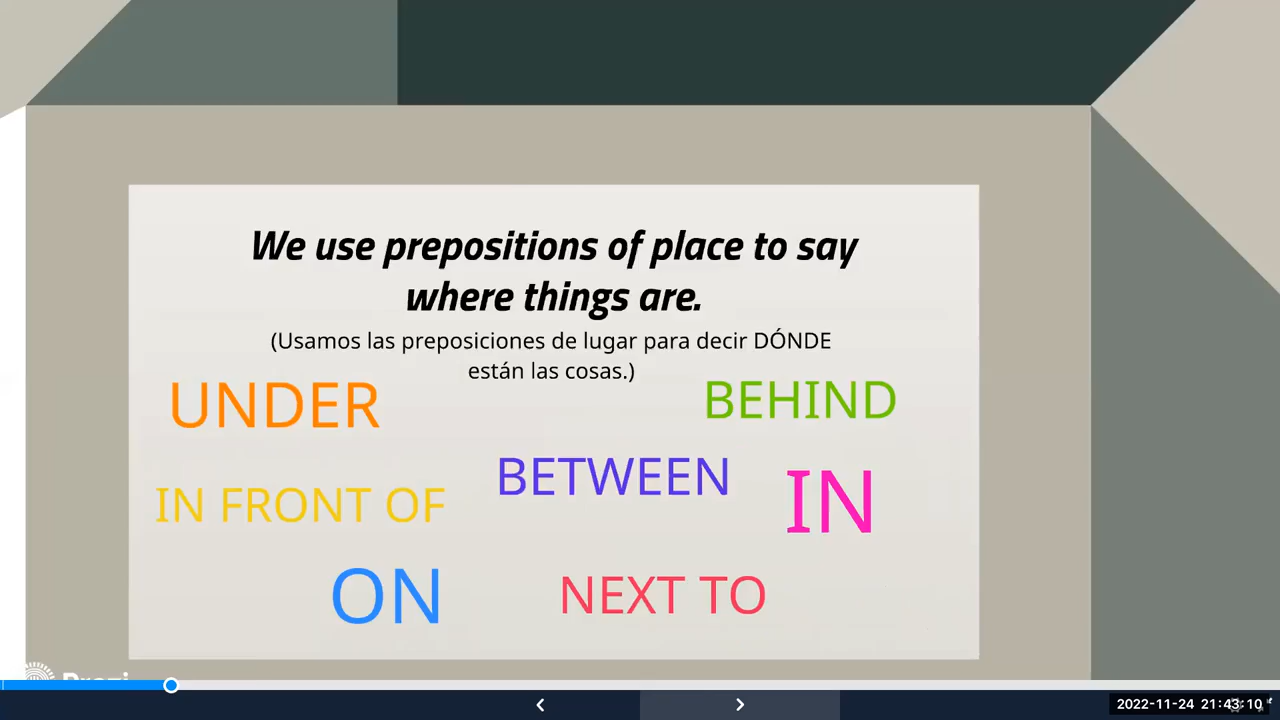 We use prepositions of place to say
where things are.
(Usamos las preposiciones de lugar para decir DÓNDE
están las cosas.)
UNDER
BEHIND
BETWEEN
IN
IN FRONT OF
ON
NEXT TO
Prezi
2022-11-24 21:43:10